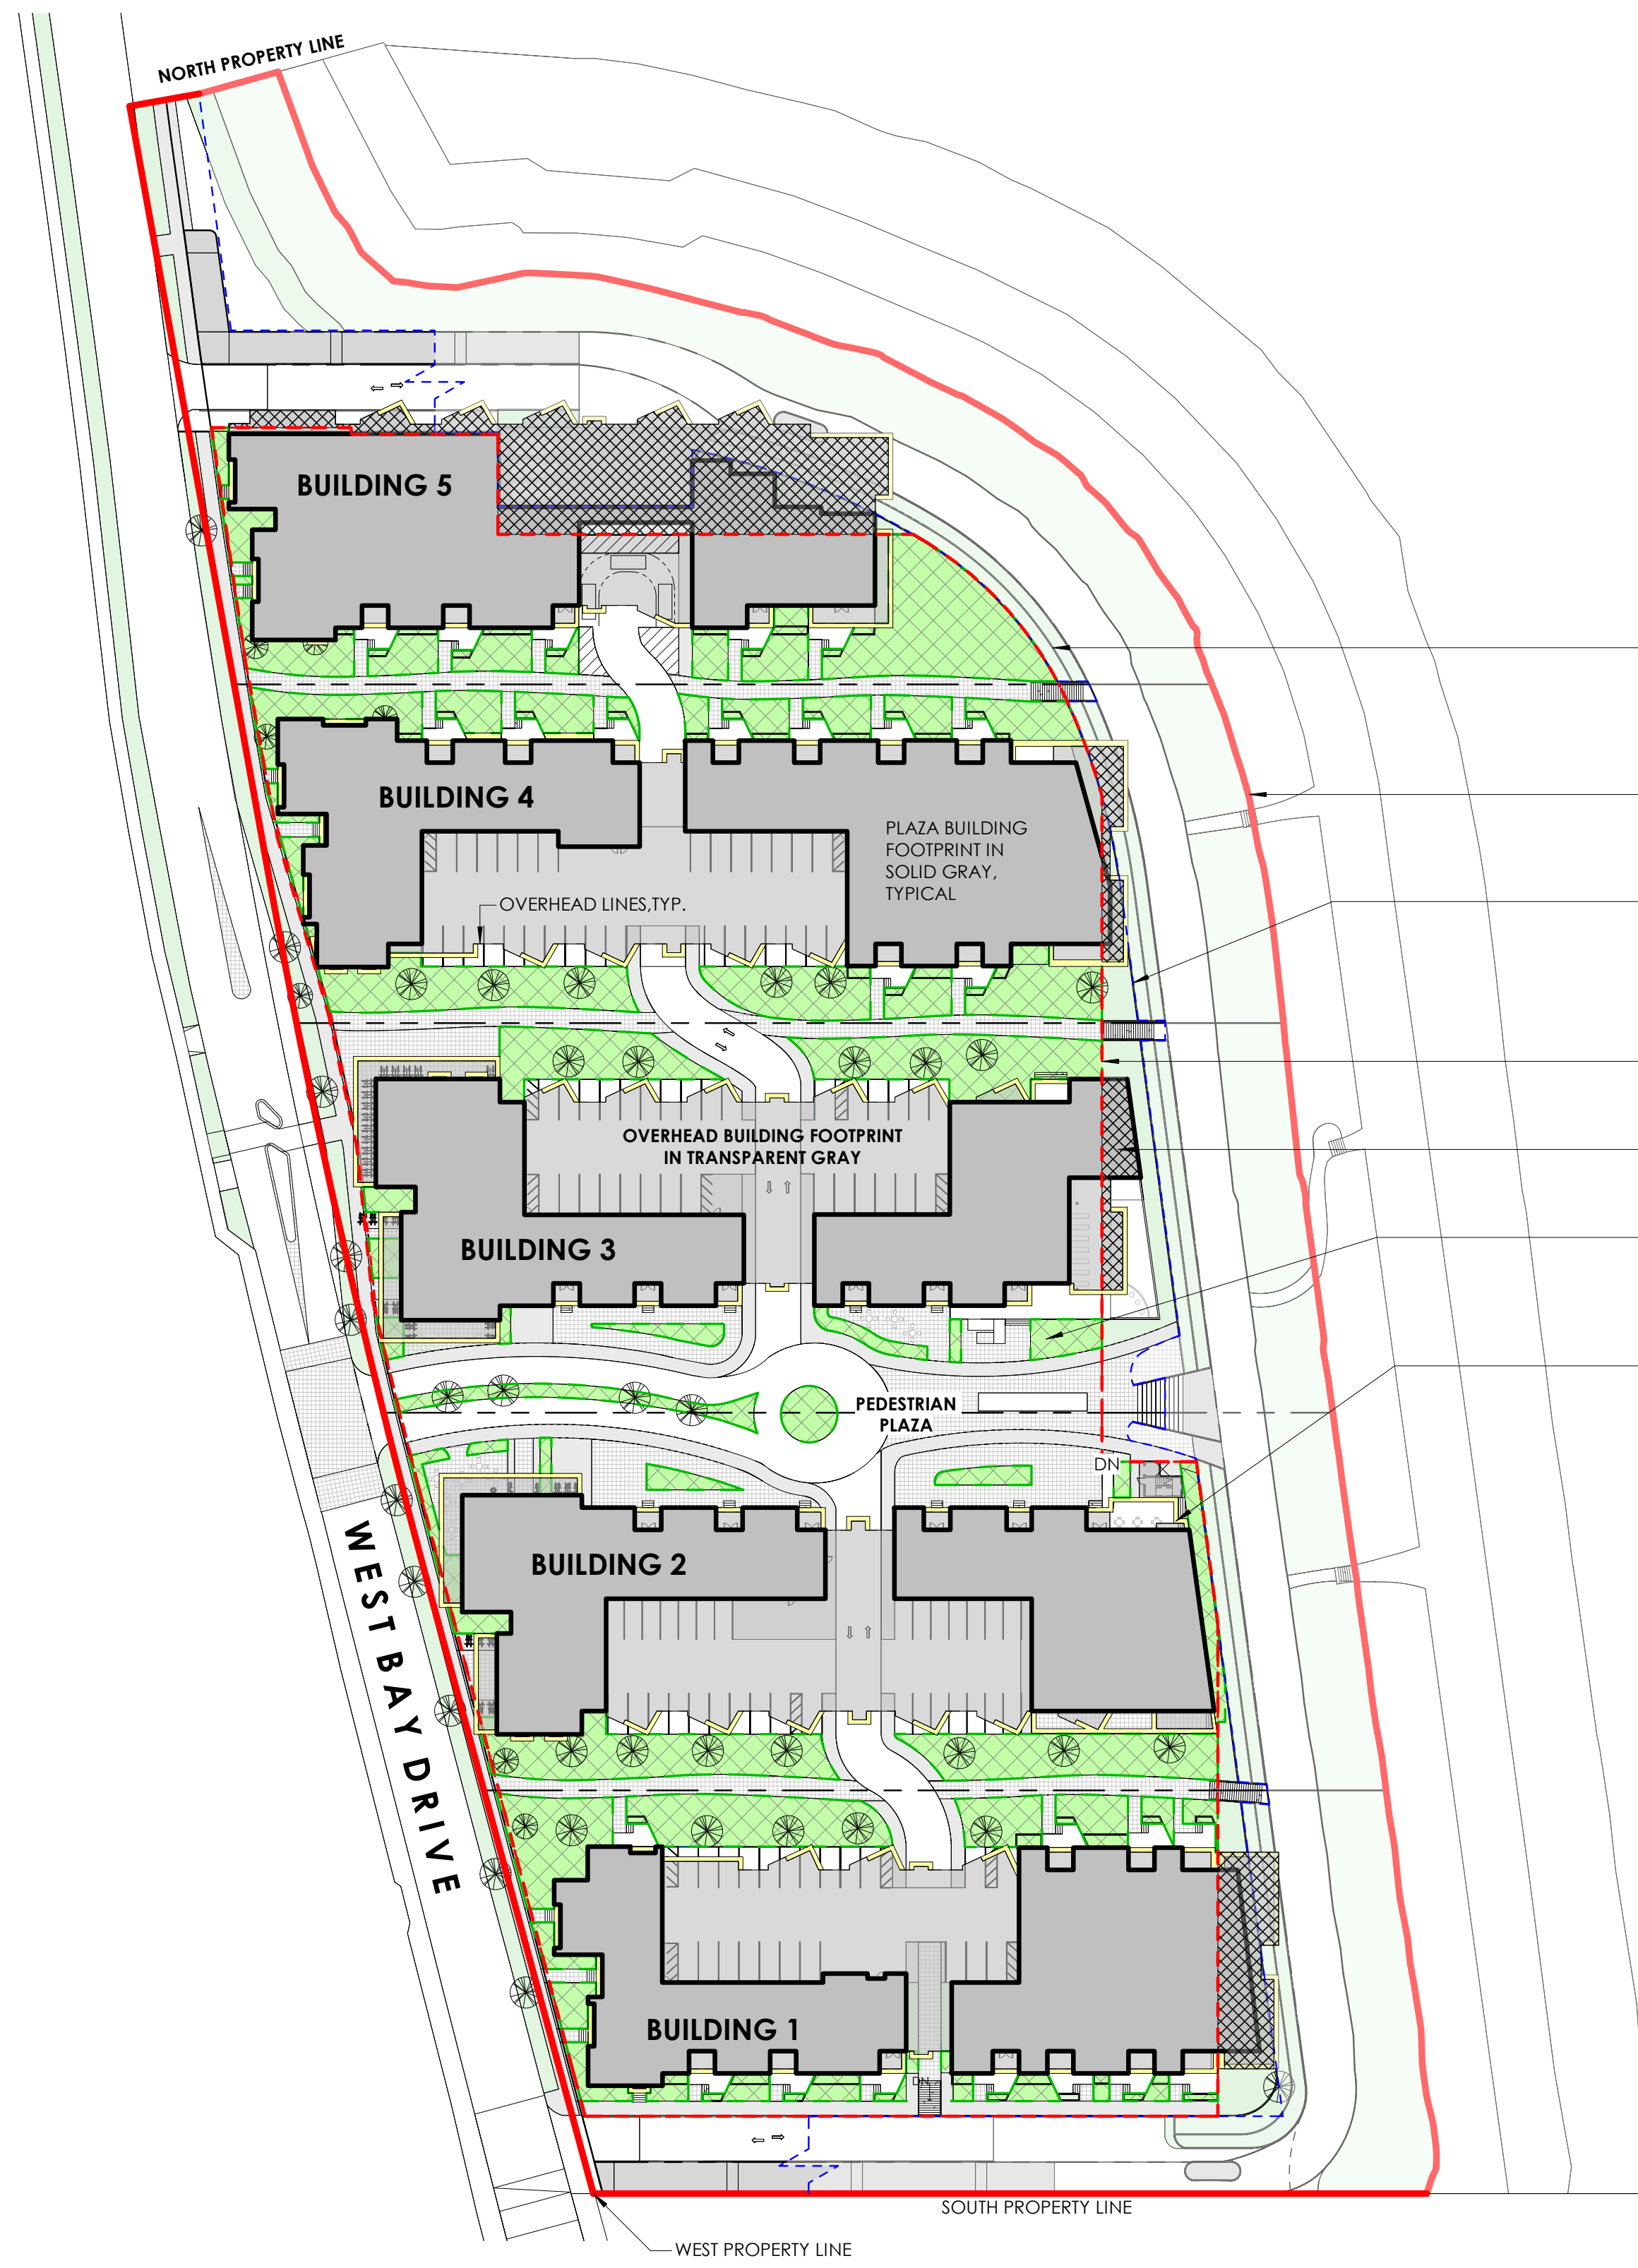 NORTH PROPERTY LINE
BUILDING 5
BUILDING 4
PLAZA BUILDING
FOOTPRINT IN
SOLID GRAY,
TYPICAL
OVERHEAD LINES,TYP.
OVERHEAD BUILDING FOOTPRINT
IN TRANSPARENT GRAY
BUILDING 3
PEDESTRIAN
PLAZA
DN
BUILDING 2
WEST BAY DRIVE
BUILDING 1
DN
SOUTH PROPERTY LINE
WEST PROPERTY LINE